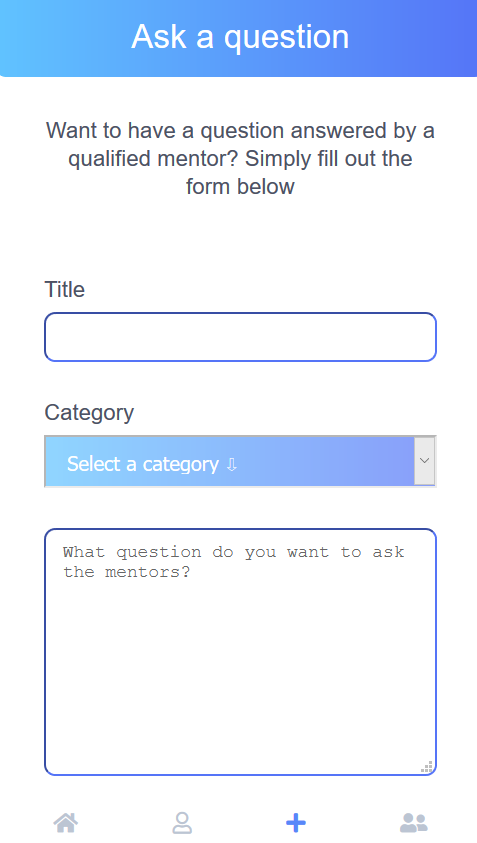 Ask a question
Want to have a question answered by a
qualified mentor? Simply fill out the
form below
Title
Category
Select a category ⇩
What question do you want to ask
the mentors?